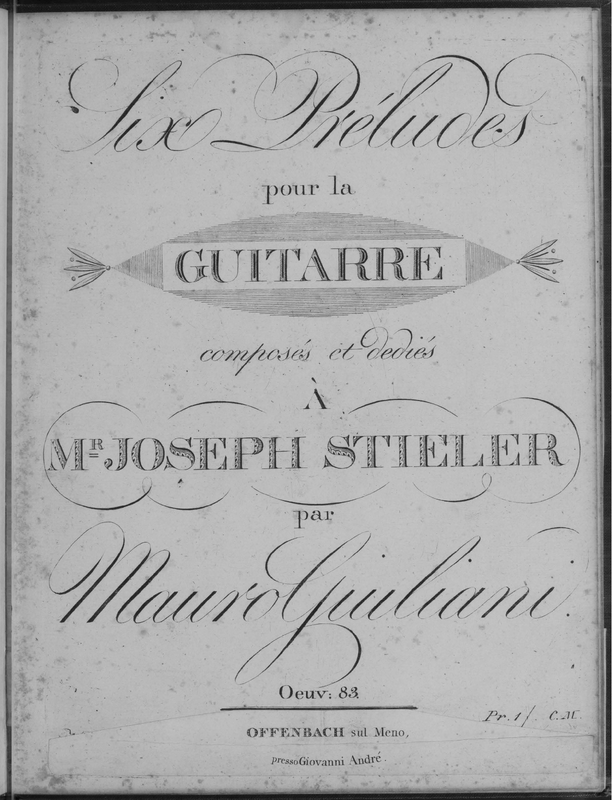 Six Préludes
pour la
GUITARRE
composés et dédiés
À
MR JOSEPH STIELER
par
Mauro Giuliani.
Oeuv: 83.
Pr. 1 f. C.M.
OFFENBACH sul Meno,
presso Giovanni André.